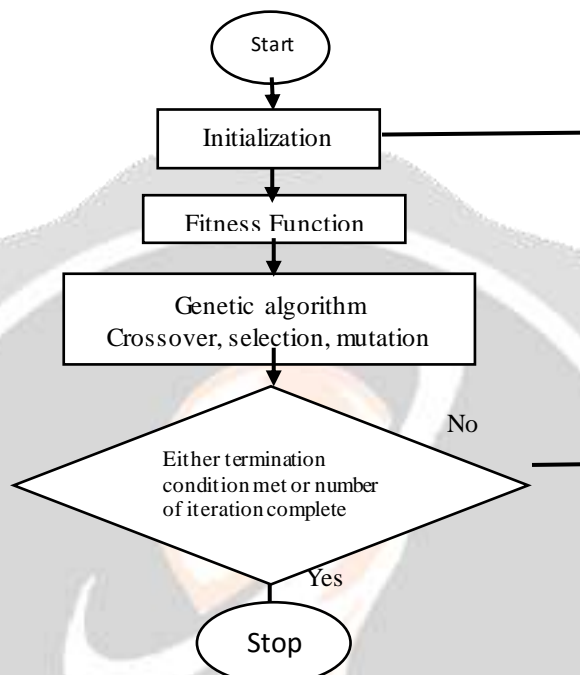 Start
Initialization
Fitness Function
Genetic algorithm
Crossover, selection, mutation
No
Either termination
condition met or number
of iteration complete
Yes
Stop